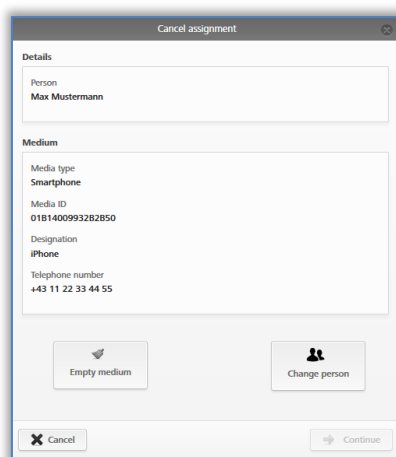 Cancel assignment
Details
Person
Max Mustermann
Medium
Media type
Smartphone
Media ID
01B14009932B2B50
Designation
iPhone
Telephone number
+43 11 22 33 44 55
Empty medium
Change person
Cancel
Continue